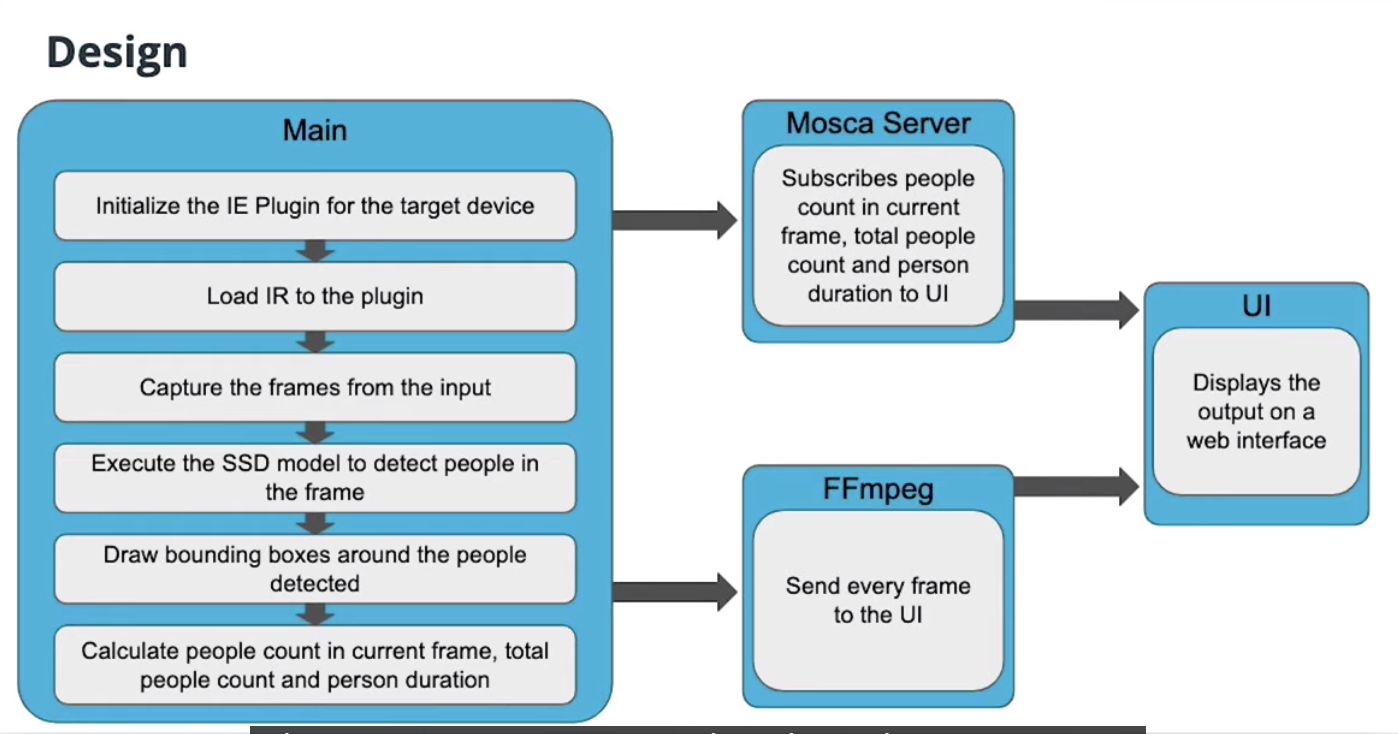 Design
Main
Initialize the IE Plugin for the target device
Load IR to the plugin
Capture the frames from the input
Execute the SSD model to detect people in
the frame
Draw bounding boxes around the people
detected
Calculate people count in current frame, total
people count and person duration
Mosca Server
Subscribes people
count in current
frame, total people
count and person
duration to UI
FFmpeg
Send every frame
to the UI
UI
Displays the
output on a
web interface